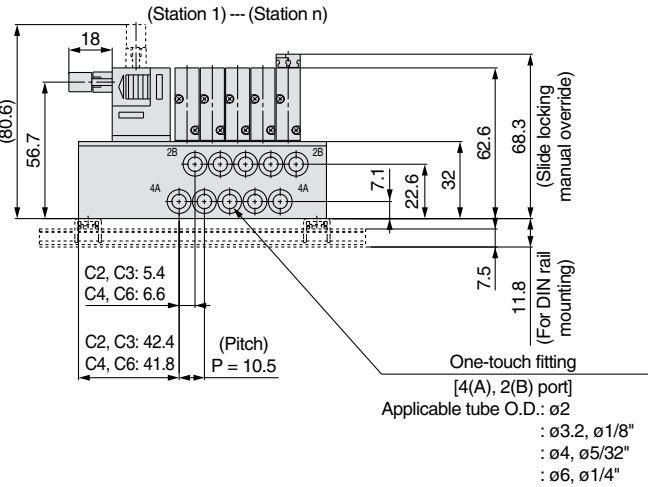 (Station 1) --- (Station n)
18
(80.6)
56.7
2B
2B
4A
4A
7.1
22.6
32
62.6
68.3
(Slide locking
manual override)
7.5
11.8
(For DIN rail
mounting)
C2, C3: 5.4
C4, C6: 6.6
C2, C3: 42.4
C4, C6: 41.8
(Pitch)
P = 10.5
One-touch fitting
[4(A), 2(B) port]
Applicable tube O.D.: ø2
: ø3.2, ø1/8"
: ø4, ø5/32"
: ø6, ø1/4"